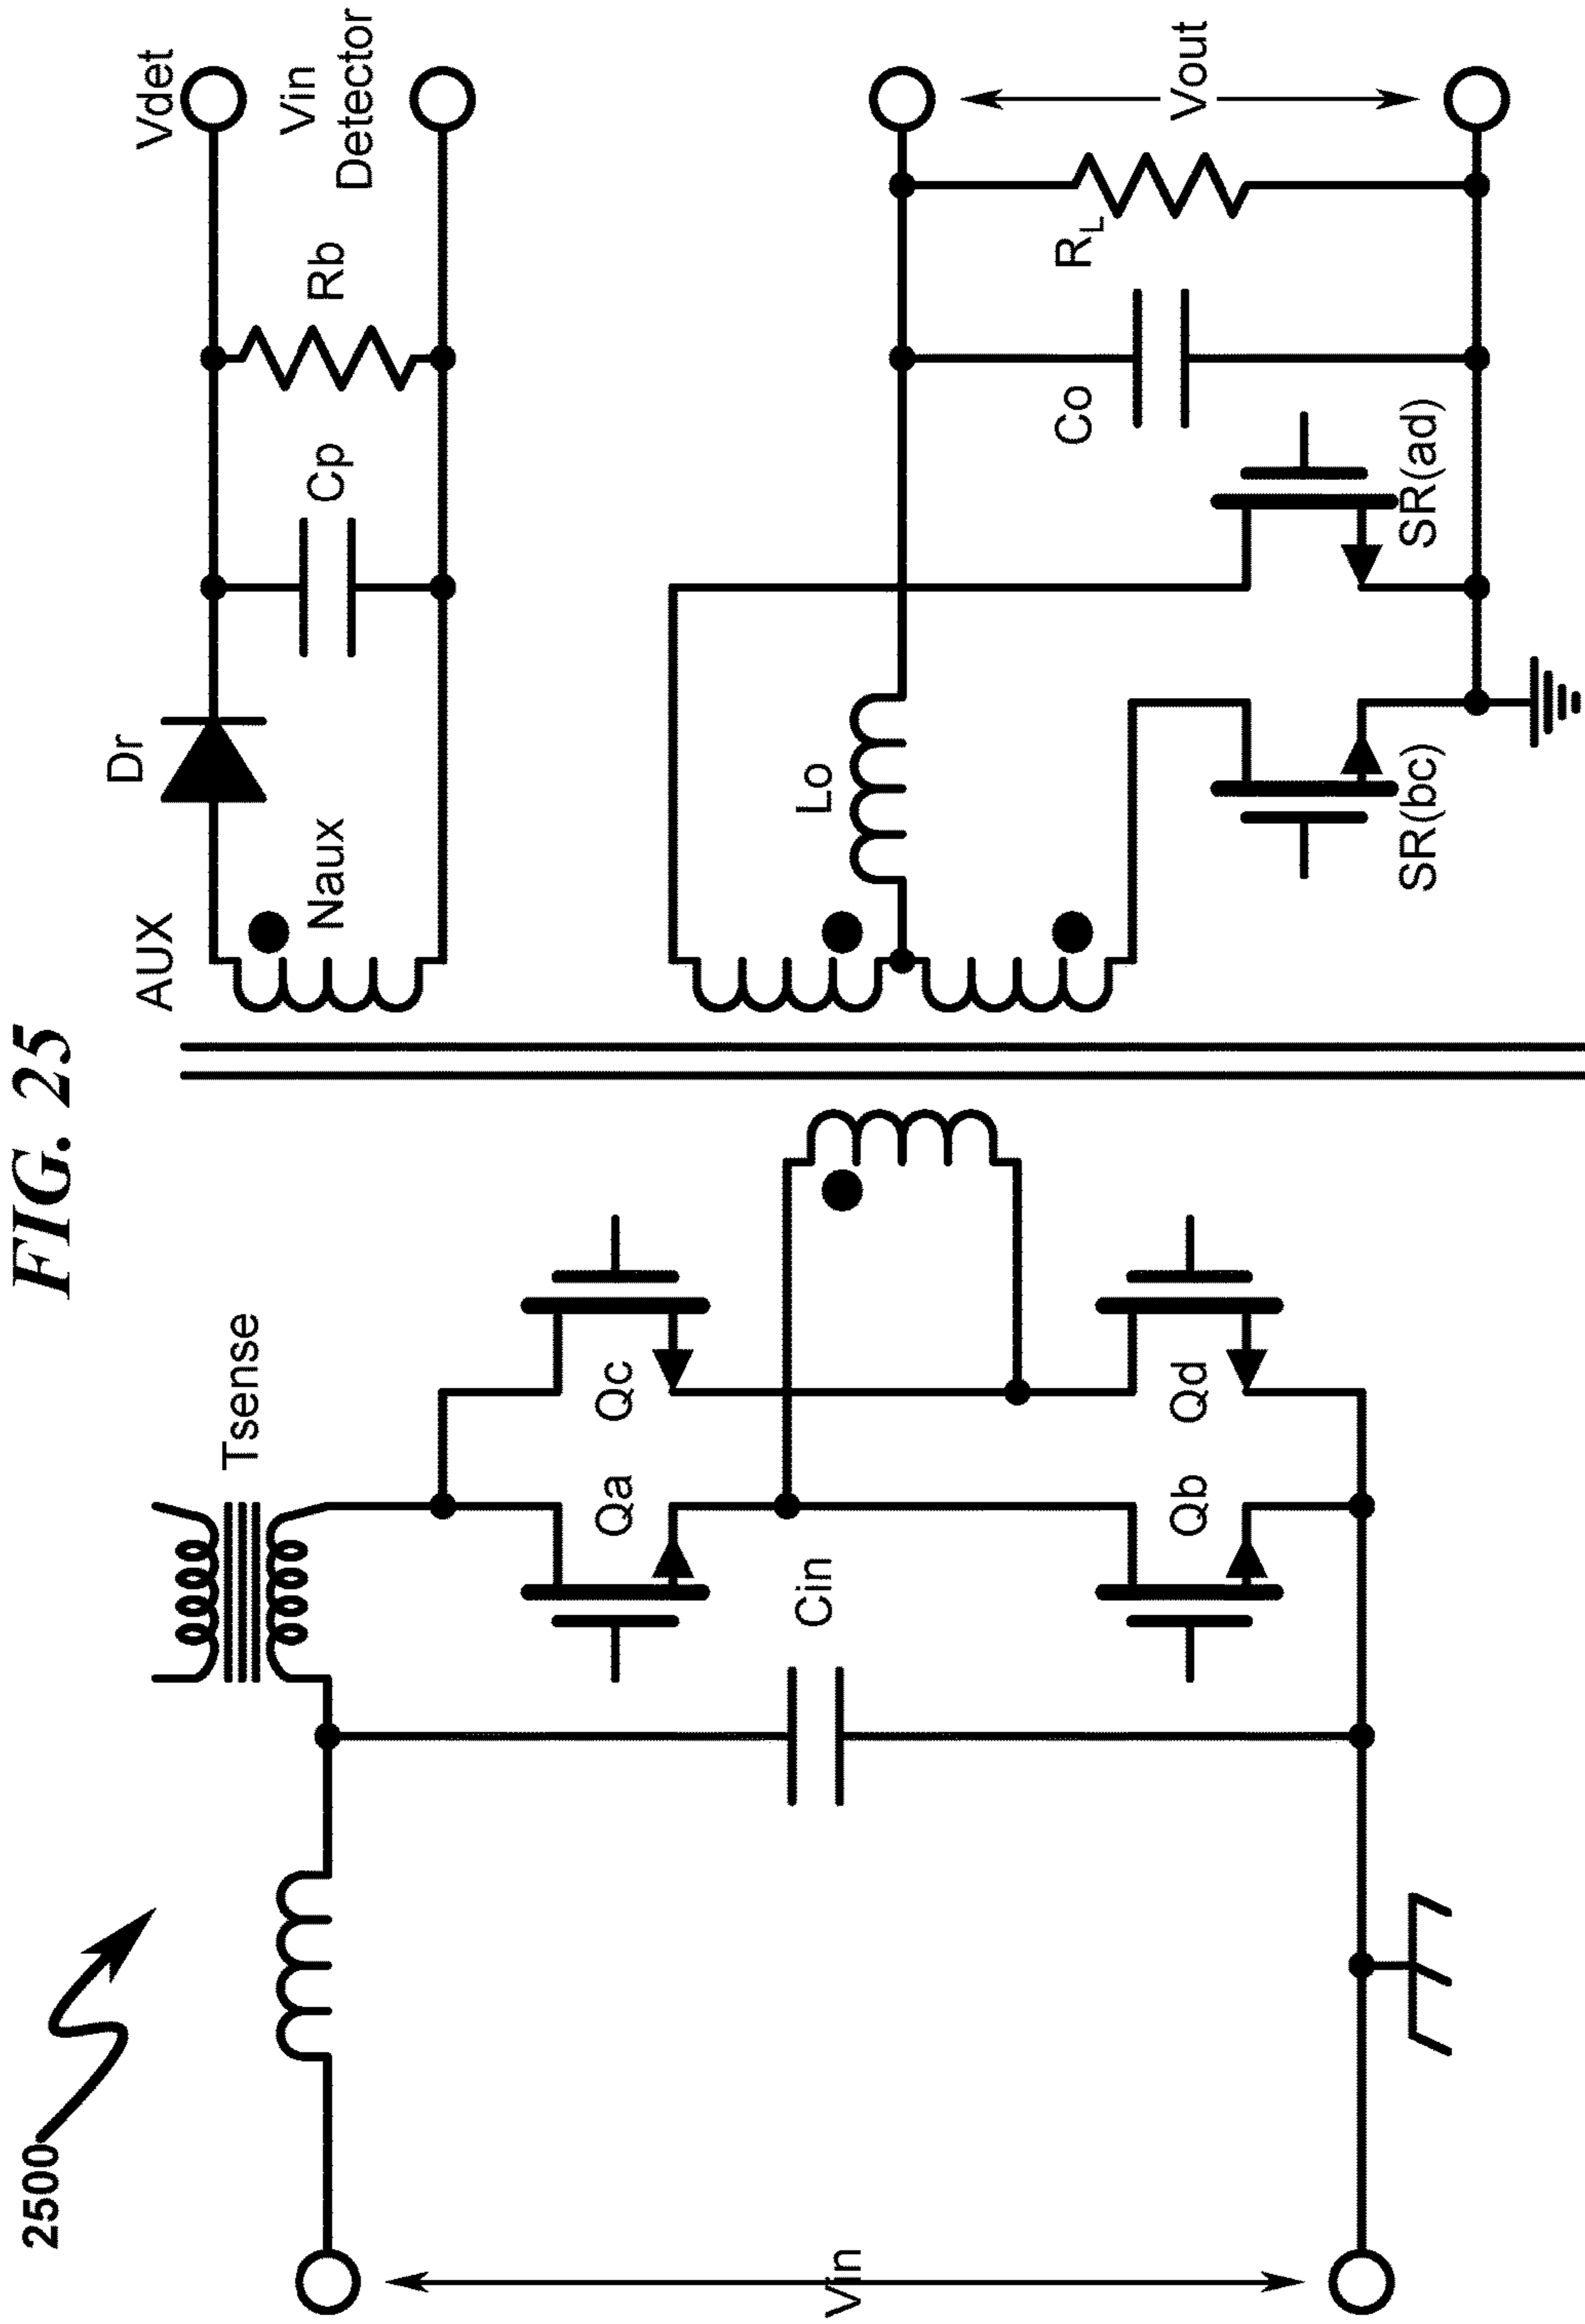 FIG. 25
2500
Tsense
AUX
Dr
Vdet
Naux
Cp
Rb
Vin
Detector
Qa
Qc
Vin
Cin
Lo
Co
RL
Vout
Qb
Qd
SR(bc)
SR(ad)